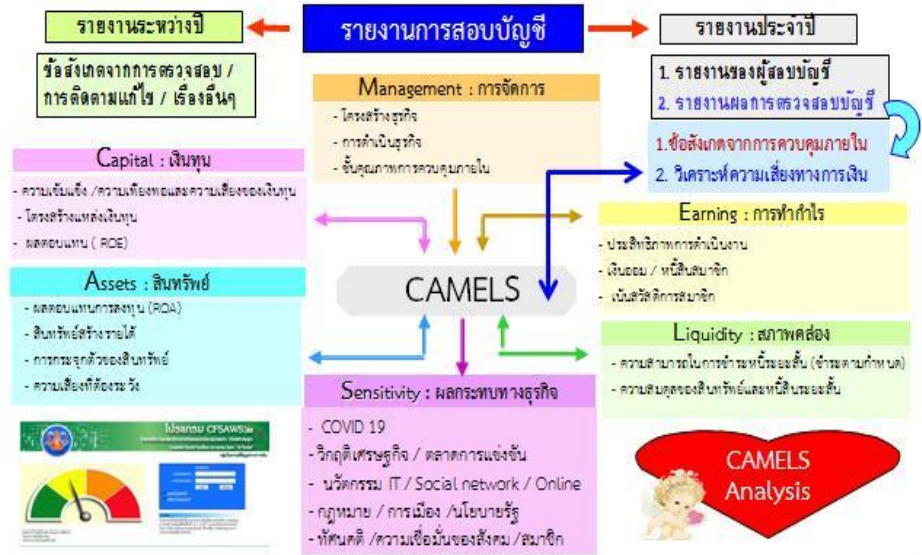 รายงานระหว่างปี
รายงานการสอบบัญชี
รายงานประจำปี
ข้อสังเกตจากการตรวจสอบ /
การติดตามแก้ไข / เรื่องอื่นๆ
1. รายงานของผู้สอบบัญชี
2. รายงานผลการตรวจสอบบัญชี
1.ข้อสังเกตจากการควบคุมภายใน
2. วิเคราะห์ความเสี่ยงทางการเงิน
Management : การจัดการ
- โครงสร้างธุรกิจ
- การดำเนินธุรกิจ
- ชั้นคุณภาพการควบคุมภายใน
Capital : เงินทุน
- ความเข้มแข็ง /ความเพียงพอและความเสี่ยงของเงินทุน
- โครงสร้างแหล่งเงินทุน
- ผลตอบแทน ( ROE)
Earning : การทำกำไร
- ประสิทธิภาพการดำเนินงาน
- เงินออม / หนี้สินสมาชิก
- เน้นสวัสดิการสมาชิก
CAMELS
Assets : สินทรัพย์
- ผลตอบแทนการลงทุน (ROA)
- สินทรัพย์สร้างรายได้
- การกระจุกตัวของสินทรัพย์
- ความเสี่ยงที่ต้องระวัง
Liquidity : สภาพคล่อง
- ความสามารถในการชำระหนี้ระยะสั้น (ชำระตามกำหนด)
- ความสมดุลของสินทรัพย์และหนี้สินระยะสั้น
Sensitivity : ผลกระทบทางธุรกิจ
- COVID 19
- วิกฤติเศรษฐกิจ / ตลาดการแข่งขัน
- นวัตกรรม IT / Social network / Online
- กฎหมาย / การเมือง /นโยบายรัฐ
- ทัศนคติ /ความเชื่อมั่นของสังคม /สมาชิก
โปรแกรม CFSAWS:ss
CAMELS
Analysis